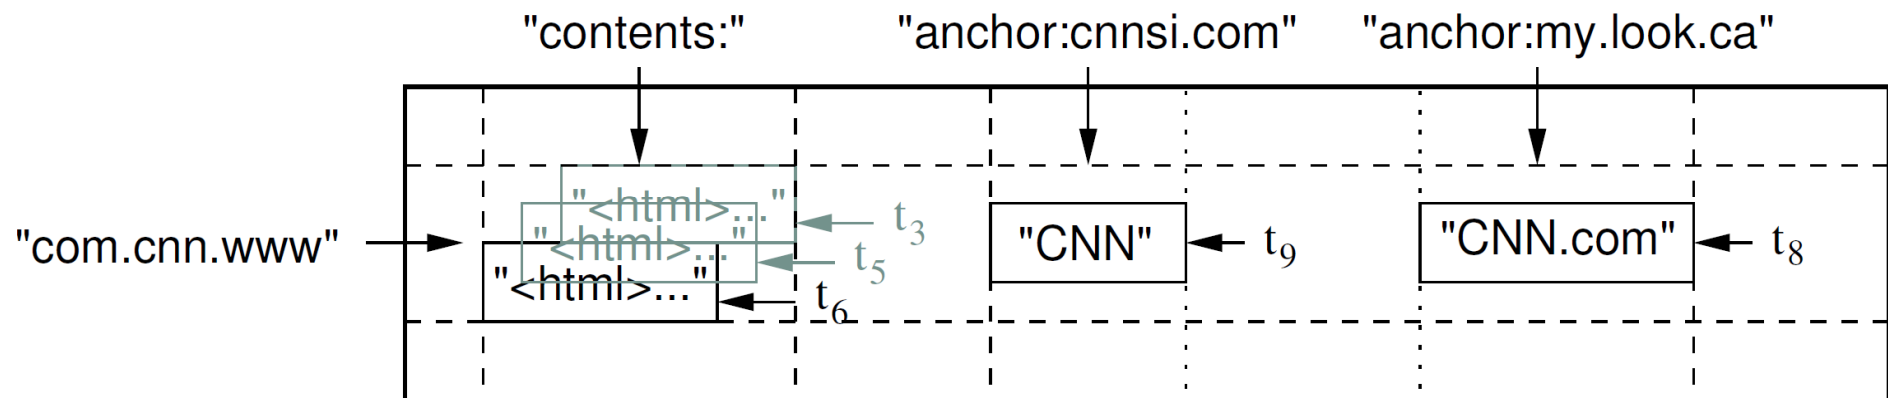 "contents:"
"anchor:cnnsi.com"
"anchor:my.look.ca"
"com.cnn.www"
"<html>..."
t3
"<html>..."
t5
"<html>..."
t6
"CNN"
t9
"CNN.com"
t8